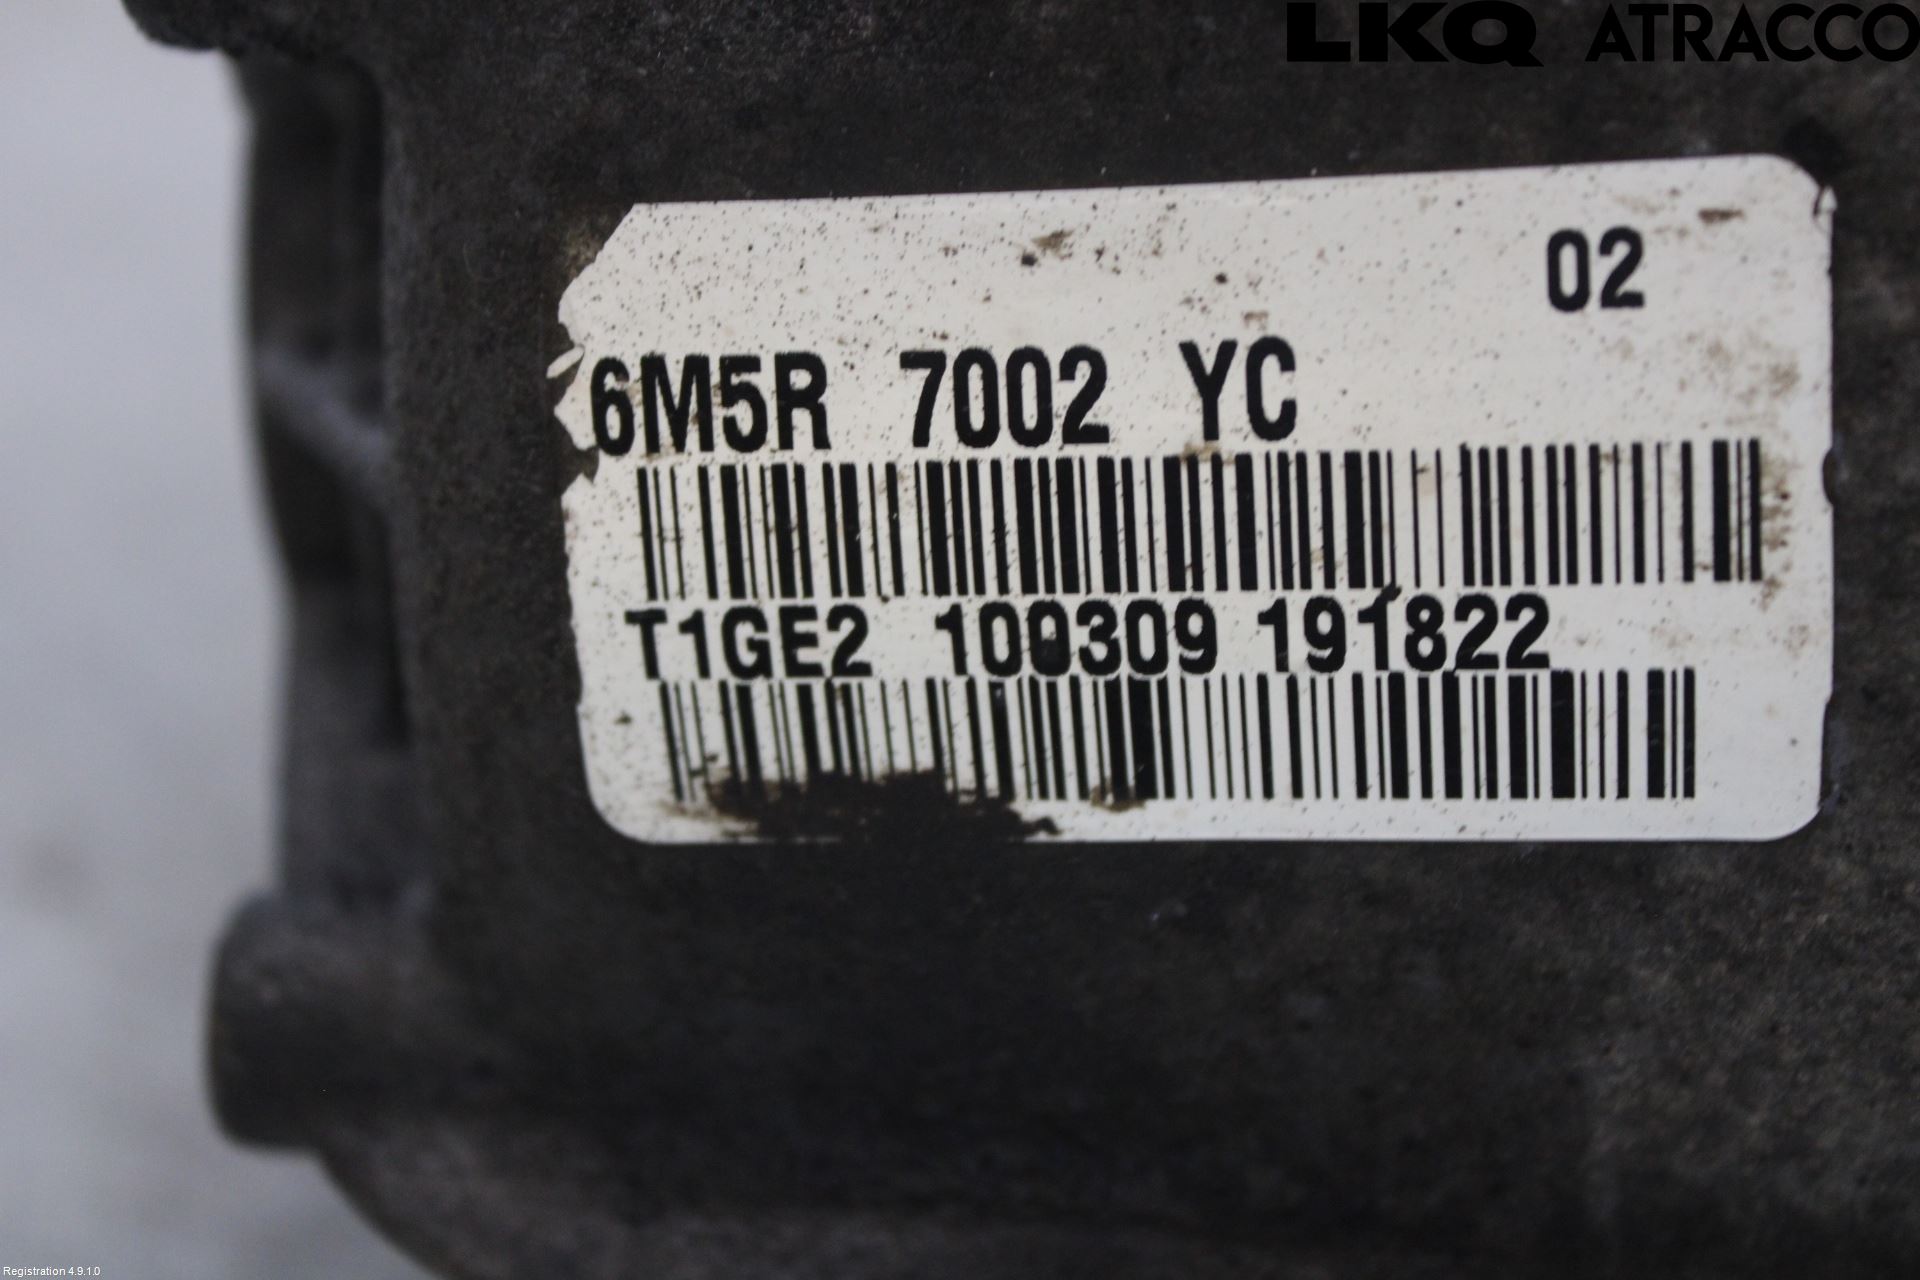 LKQ ATRACCO
02
6M5R 7002 YC
T1GE2 100309 191822
Registration 4.9.1.0